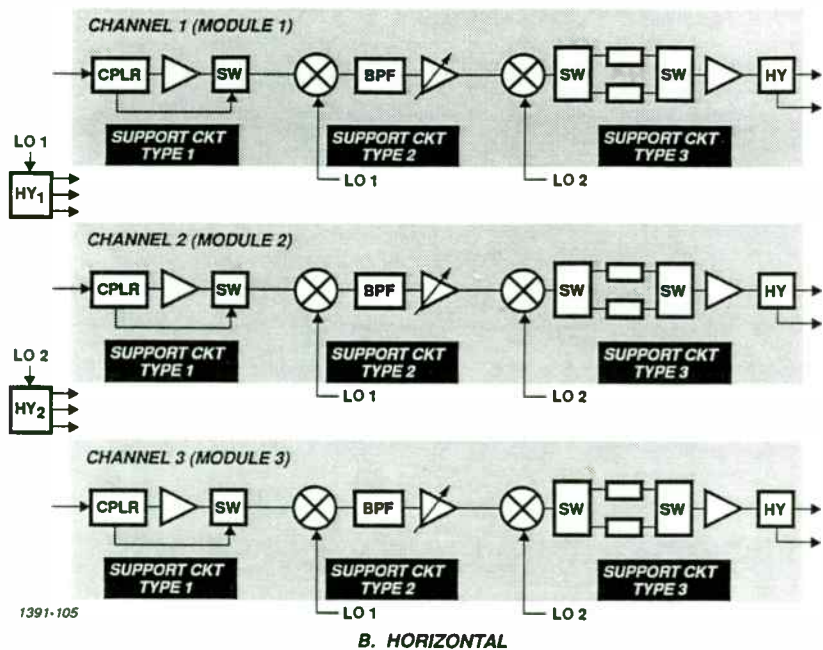 CHANNEL 1 (MODULE 1)
CPLR
SW
BPF
SW
SW
HY
SUPPORT CKT
TYPE 1
SUPPORT CKT
TYPE 2
SUPPORT CKT
TYPE 3
LO 1
LO 2
LO 1
HY1
CHANNEL 2 (MODULE 2)
CPLR
SW
BPF
SW
SW
HY
SUPPORT CKT
TYPE 1
SUPPORT CKT
TYPE 2
SUPPORT CKT
TYPE 3
LO 1
LO 2
LO 2
HY2
CHANNEL 3 (MODULE 3)
CPLR
SW
BPF
SW
SW
HY
SUPPORT CKT
TYPE 1
SUPPORT CKT
TYPE 2
SUPPORT CKT
TYPE 3
LO 1
LO 2
1391-105
B. HORIZONTAL